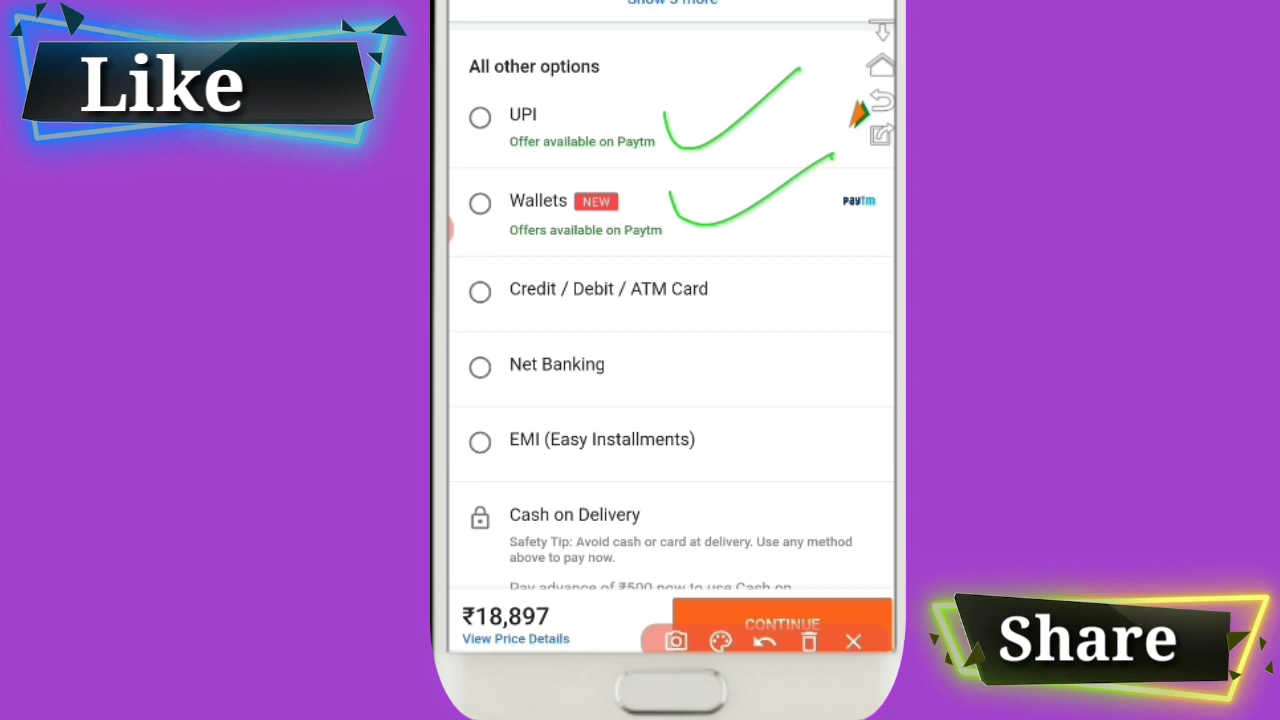 Show 3 more
Like
All other options
UPI
Offer available on Paytm
Wallets NEW
Paytm
Offers available on Paytm
Credit / Debit / ATM Card
Net Banking
EMI (Easy Installments)
Cash on Delivery
Safety Tip: Avoid cash or card at delivery. Use any method
above to pay now.
Pay advance of ₹500 now to use Cash on
₹18,897
CONTINUE
View Price Details
Share